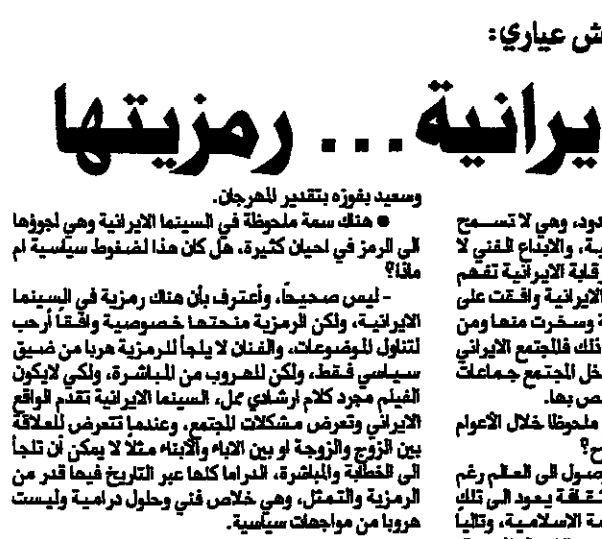 ش عياري:
يرانية... رمزيتها
دود، وهي لا تسمح
ية، والابداع الفني لا
قابة الايرانية تفهم
الايرانية وافقت على
ة وسخرت منها ومن
ذلك فالمجتمع الايراني
خل المجتمع جماعات
ص بها.
ملحوظا خلال الأعوام
ح؟
صول الى العالم رغم
ثقافة يعود الى تلك
ة الاسلامية، وتاليا
وسعيد بفوزه بتقدير المهرجان.
● هناك سمة ملحوظة في السينما الايرانية وهي لجوؤها
الى الرمز في احيان كثيرة، هل كان هذا لضغوط سياسية ام
ماذا؟
- ليس صحيحاً، وأعترف بأن هناك رمزية في السينما
الايرانية، ولكن الرمزية منحتها خصوصية وافقاً أرحب
لتناول الموضوعات، والفنان لا يلجأ للرمزية هربا من ضيق
سياسي فقط، ولكن للهروب من المباشرة، ولكي لايكون
الفيلم مجرد كلام ارشادي ممل، السينما الايرانية تقدم الواقع
الايراني وتعرض مشكلات المجتمع، وعندما تتعرض للعلاقة
بين الزوج والزوجة او بين الاباء والأبناء مثلا لا يمكن أن تلجأ
الى الخطابة والمباشرة، الدراما كلها عبر التاريخ فيها قدر من
الرمزية والتمثل، وهي خلاص فني وحلول درامية وليست
هروبا من مواجهات سياسية.